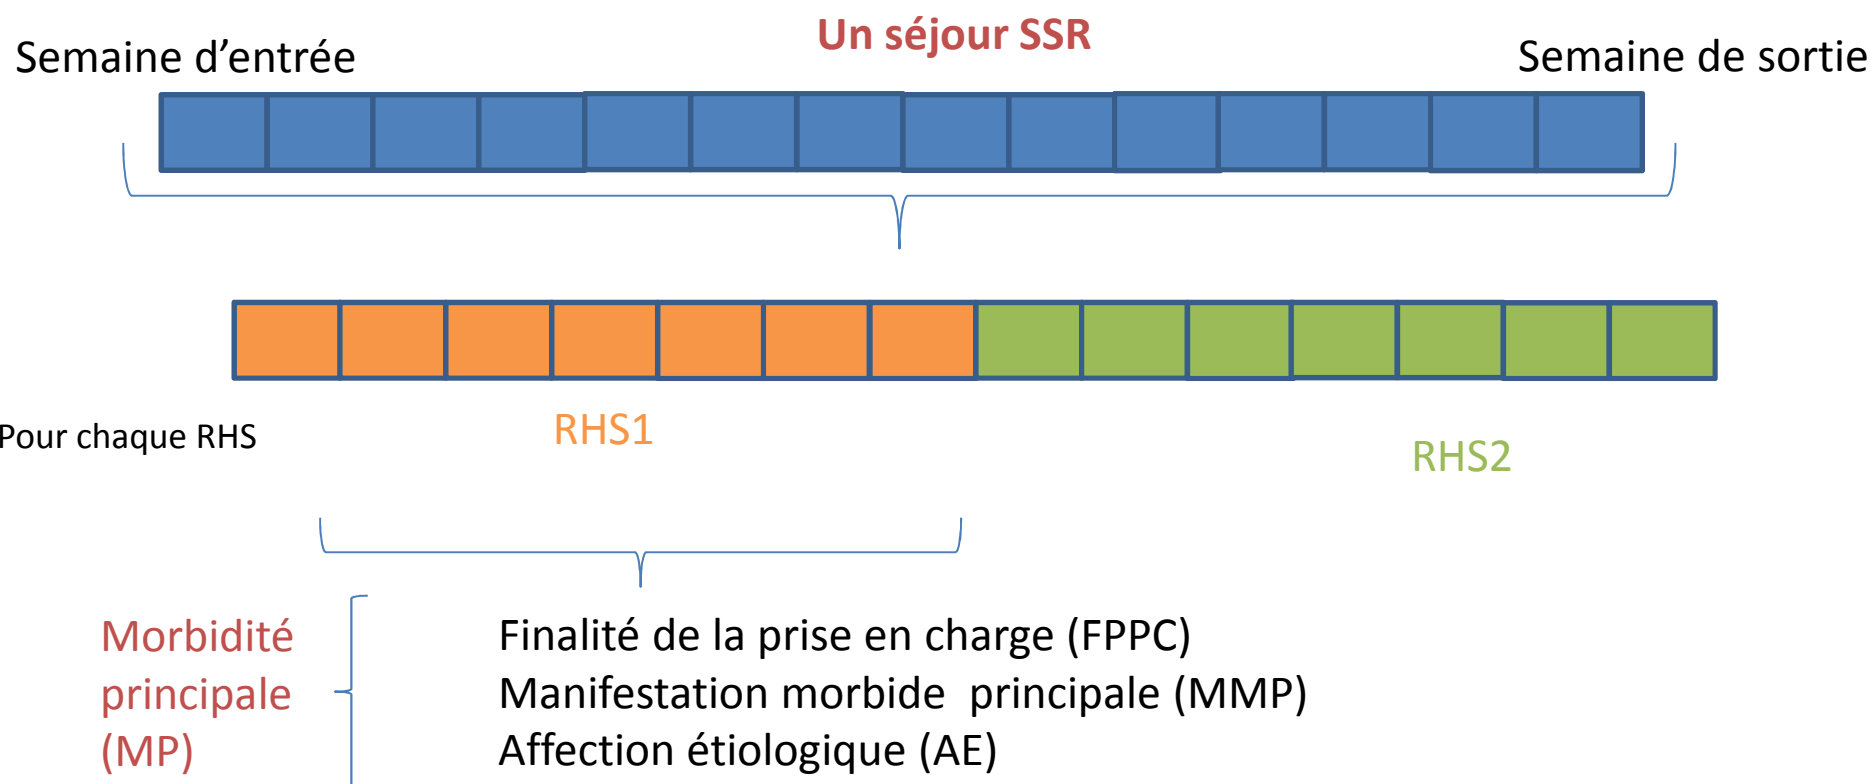 Un séjour SSR
Semaine d'entrée
Semaine de sortie
Pour chaque RHS
RHS1
RHS2
Morbidité
principale
(MP)
Finalité de la prise en charge (FPPC)
Manifestation morbide principale (MMP)
Affection étiologique (AE)